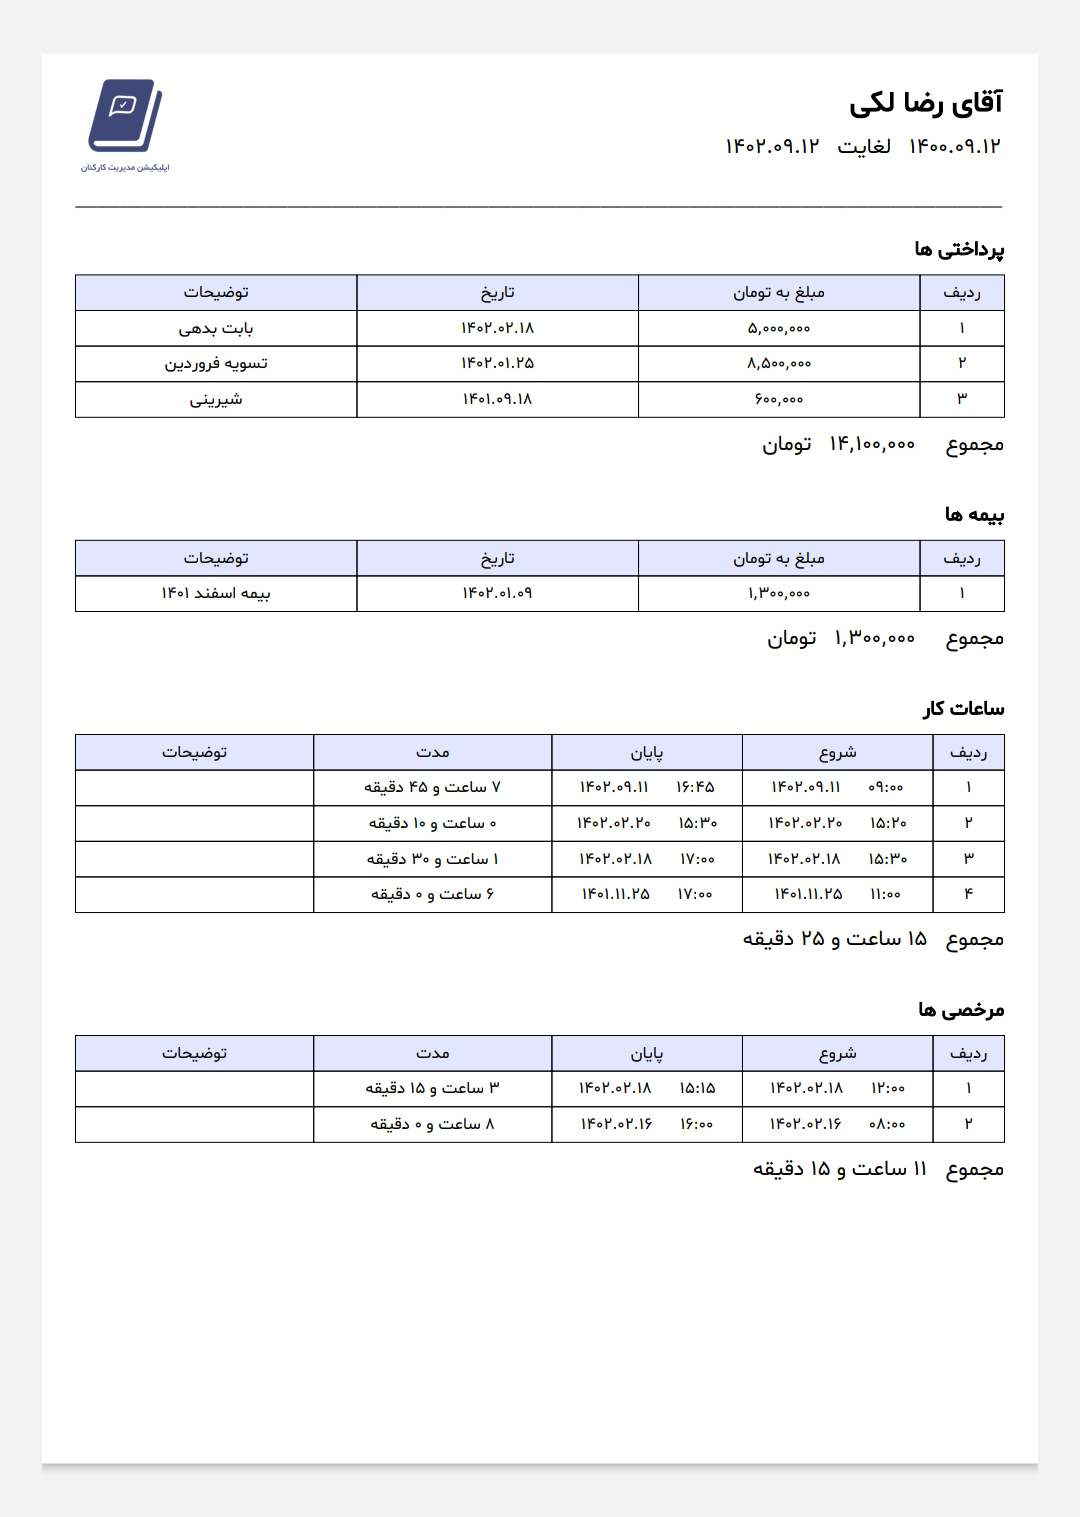 آقای رضا لکی
۱۴۰۰.۰۹.۱۲ لغایت ۱۴۰۲.۰۹.۱۲
اپلیکیشن مدیریت کارکنان
پرداختی ها
ردیف مبلغ به تومان تاریخ توضیحات
۱ ۵,۰۰۰,۰۰۰ ۱۴۰۲.۰۲.۱۸ بابت بدهی
۲ ۸,۵۰۰,۰۰۰ ۱۴۰۲.۰۱.۲۵ تسویه فروردین
۳ ۶۰۰,۰۰۰ ۱۴۰۱.۰۹.۱۸ شیرینی
مجموع ۱۴,۱۰۰,۰۰۰ تومان
بیمه ها
ردیف مبلغ به تومان تاریخ توضیحات
۱ ۱,۳۰۰,۰۰۰ ۱۴۰۲.۰۱.۰۹ بیمه اسفند ۱۴۰۱
مجموع ۱,۳۰۰,۰۰۰ تومان
ساعات کار
ردیف شروع پایان مدت توضیحات
۱ ۰۹:۰۰ ۱۴۰۲.۰۹.۱۱ ۱۶:۴۵ ۱۴۰۲.۰۹.۱۱ ۷ ساعت و ۴۵ دقیقه
۲ ۱۵:۲۰ ۱۴۰۲.۰۲.۲۰ ۱۵:۳۰ ۱۴۰۲.۰۲.۲۰ ۰ ساعت و ۱۰ دقیقه
۳ ۱۵:۳۰ ۱۴۰۲.۰۲.۱۸ ۱۷:۰۰ ۱۴۰۲.۰۲.۱۸ ۱ ساعت و ۳۰ دقیقه
۴ ۱۱:۰۰ ۱۴۰۱.۱۱.۲۵ ۱۷:۰۰ ۱۴۰۱.۱۱.۲۵ ۶ ساعت و ۰ دقیقه
مجموع ۱۵ ساعت و ۲۵ دقیقه
مرخصی ها
ردیف شروع پایان مدت توضیحات
۱ ۱۲:۰۰ ۱۴۰۲.۰۲.۱۸ ۱۵:۱۵ ۱۴۰۲.۰۲.۱۸ ۳ ساعت و ۱۵ دقیقه
۲ ۰۸:۰۰ ۱۴۰۲.۰۲.۱۶ ۱۶:۰۰ ۱۴۰۲.۰۲.۱۶ ۸ ساعت و ۰ دقیقه
مجموع ۱۱ ساعت و ۱۵ دقیقه